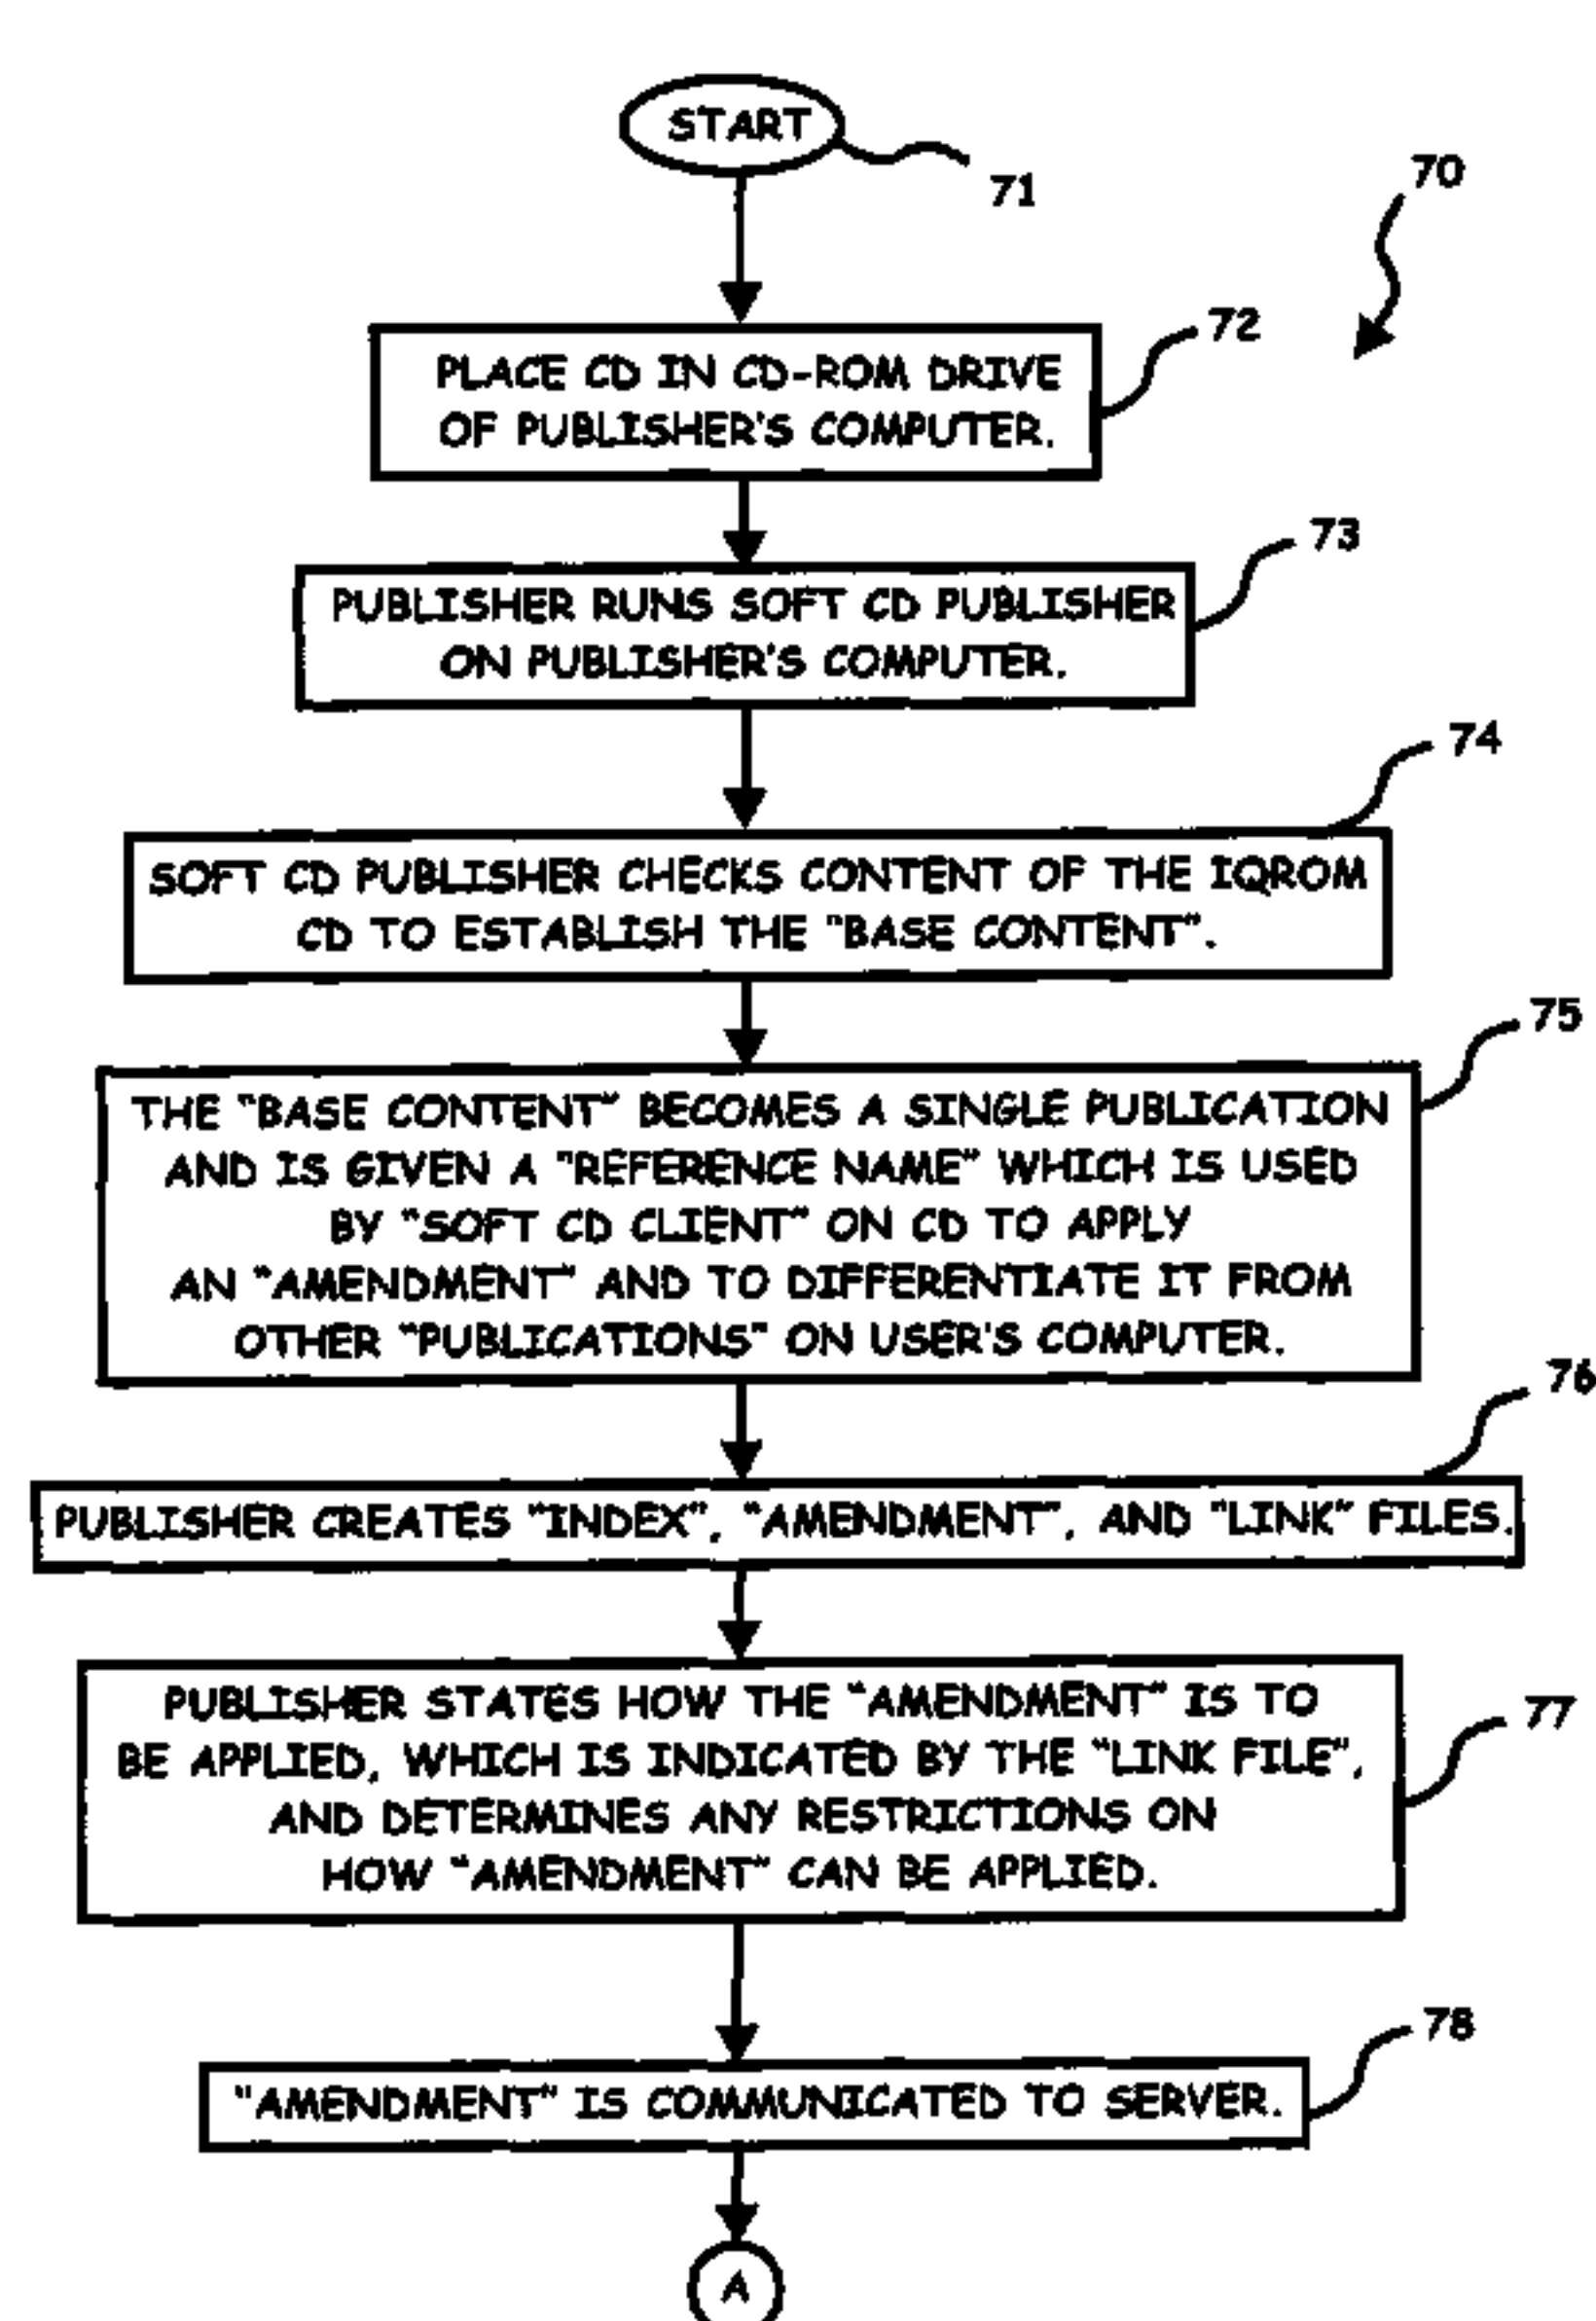 START
71
70
PLACE CD IN CD-ROM DRIVE
OF PUBLISHER'S COMPUTER.
72
PUBLISHER RUNS SOFT CD PUBLISHER
ON PUBLISHER'S COMPUTER.
73
SOFT CD PUBLISHER CHECKS CONTENT OF THE IQROM
CD TO ESTABLISH THE "BASE CONTENT".
74
THE "BASE CONTENT" BECOMES A SINGLE PUBLICATION
AND IS GIVEN A "REFERENCE NAME" WHICH IS USED
BY "SOFT CD CLIENT" ON CD TO APPLY
AN "AMENDMENT" AND TO DIFFERENTIATE IT FROM
OTHER "PUBLICATIONS" ON USER'S COMPUTER.
75
PUBLISHER CREATES "INDEX", "AMENDMENT", AND "LINK" FILES.
76
PUBLISHER STATES HOW THE "AMENDMENT" IS TO
BE APPLIED, WHICH IS INDICATED BY THE "LINK FILE",
AND DETERMINES ANY RESTRICTIONS ON
HOW "AMENDMENT" CAN BE APPLIED.
77
"AMENDMENT" IS COMMUNICATED TO SERVER.
78
A